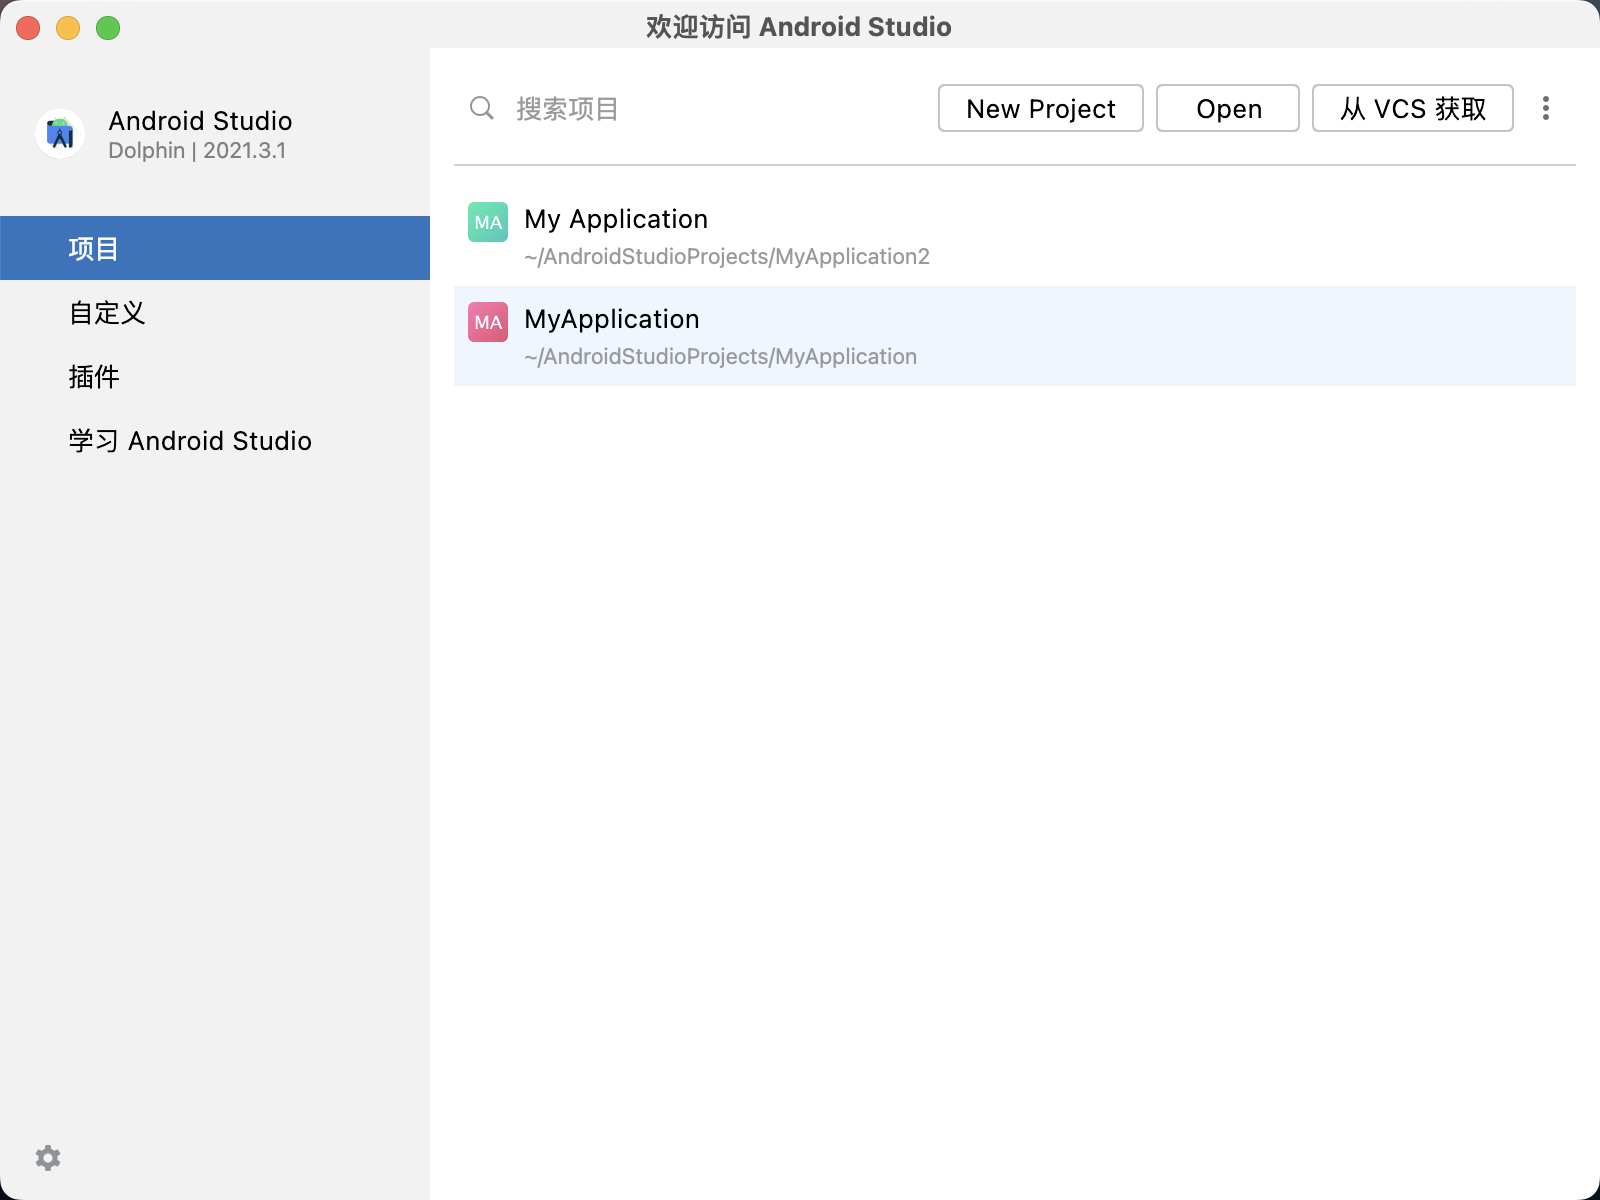 欢迎访问 Android Studio
Android Studio
Dolphin | 2021.3.1
项目
自定义
插件
学习 Android Studio
搜索项目
New Project
Open
从 VCS 获取
MA
My Application
~/AndroidStudioProjects/MyApplication2
MA
MyApplication
~/AndroidStudioProjects/MyApplication